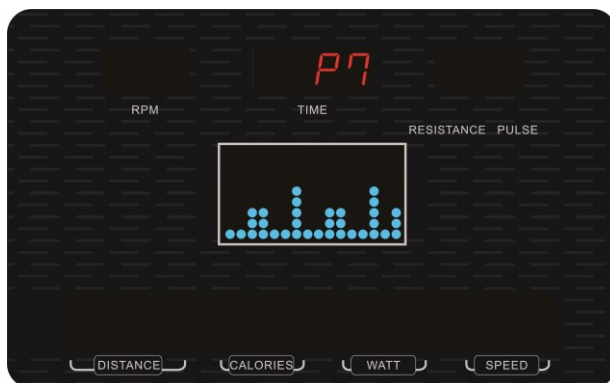 P7
RPM TIME
RESISTANCE PULSE
DISTANCE CALORIES WATT SPEED